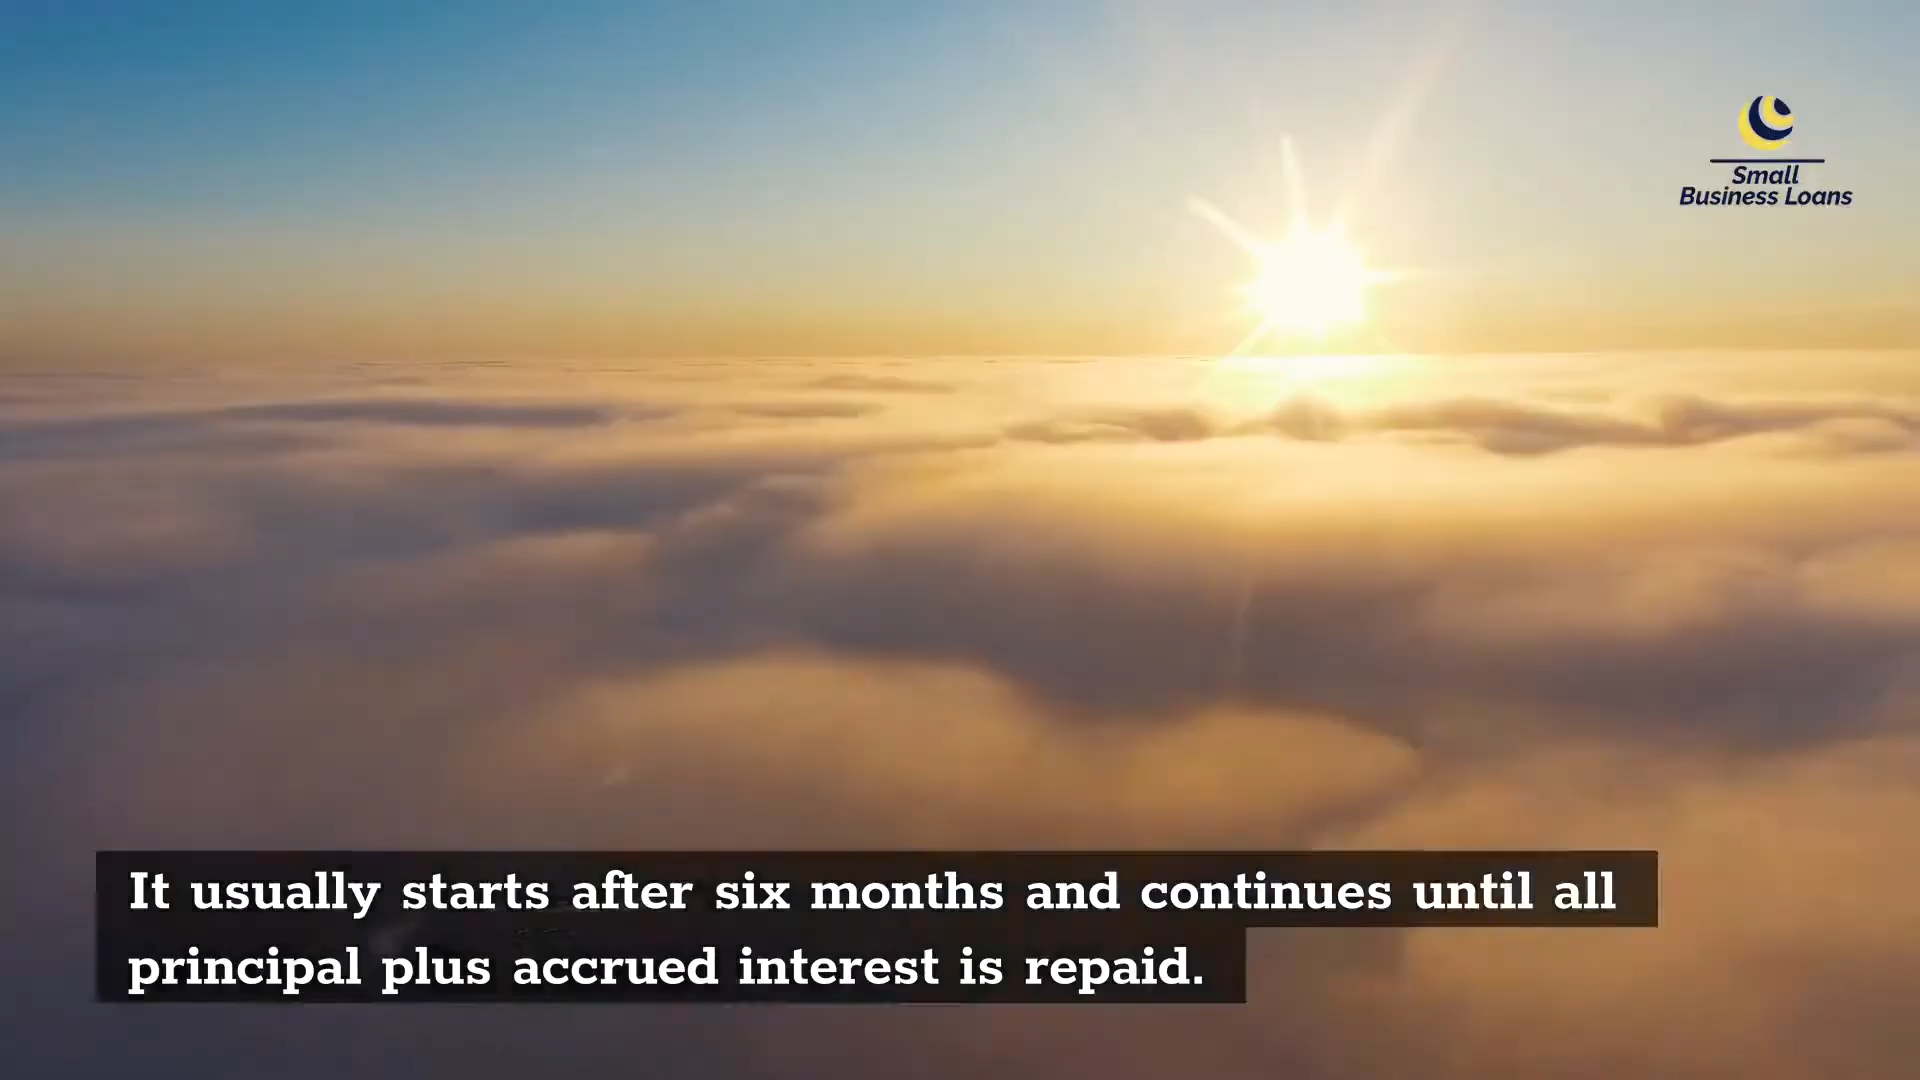 Small
Business Loans
It usually starts after six months and continues until all
principal plus accrued interest is repaid.